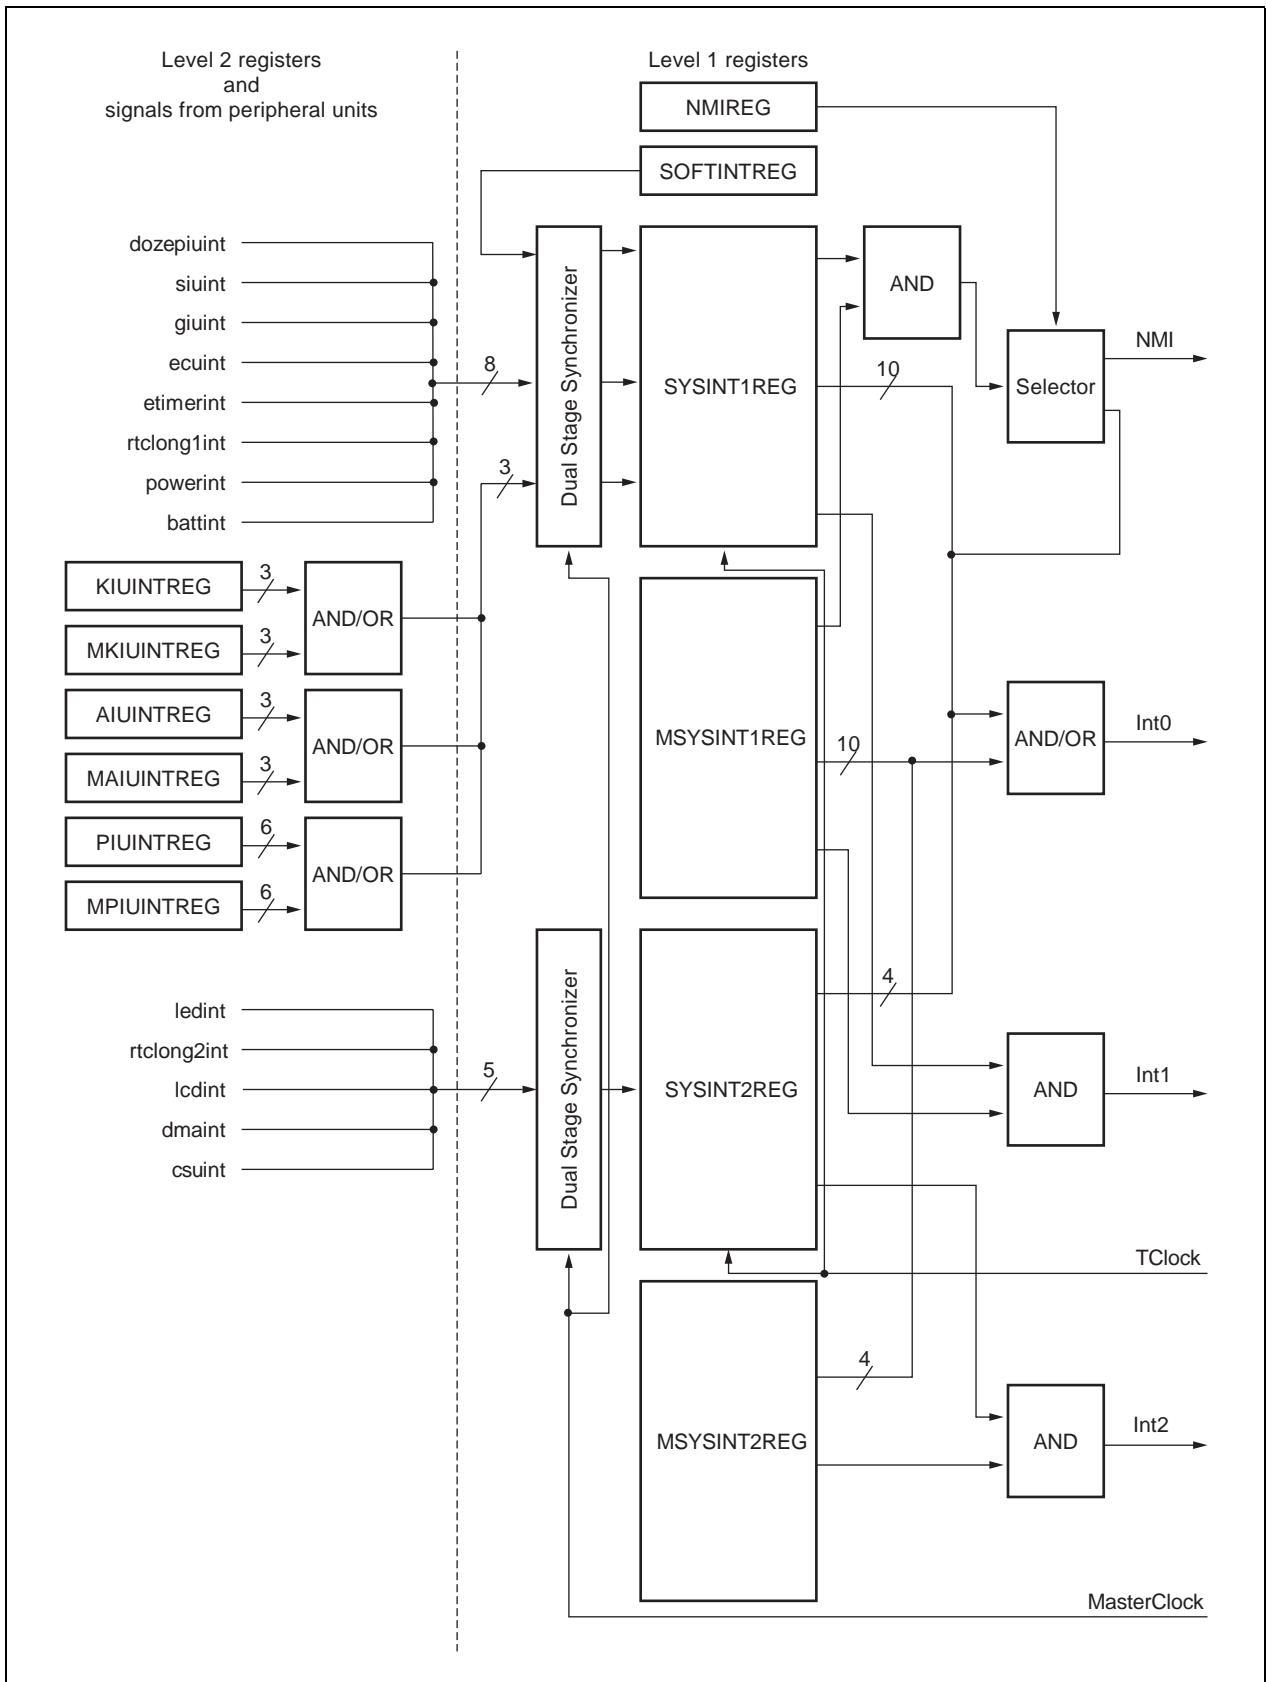 Level 2 registers
and
signals from peripheral units
Level 1 registers
NMIREG
SOFTINTREG
dozepiuint
siuint
giuint
ecuint
etimerint
rtclong1int
powerint
battint
8
3
Dual Stage Synchronizer
SYSINT1REG
AND
10
Selector
NMI
KIUINTREG
3
MKIUINTREG
3
AND/OR
AIUINTREG
3
MAIUINTREG
3
AND/OR
PIUINTREG
6
MPIUINTREG
6
AND/OR
MSYSINT1REG
10
AND/OR
Int0
ledint
rtclong2int
lcdint
dmaint
csuint
5
Dual Stage Synchronizer
SYSINT2REG
4
AND
Int1
TClock
MSYSINT2REG
4
AND
Int2
MasterClock